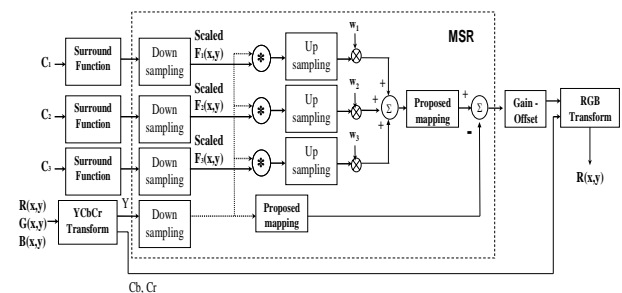 MSR
C₁
Surround
Function
Down
sampling
Scaled
F₁(x,y)
*
Up
sampling
w₁
+
C₂
Surround
Function
Down
sampling
Scaled
F₂(x,y)
*
Up
sampling
w₂
+
Σ
Proposed
mapping
+
Σ
-
Gain -
Offset
RGB
Transform
R(x,y)
C₃
Surround
Function
Down
sampling
Scaled
F₃(x,y)
*
Up
sampling
w₃
+
R(x,y)
G(x,y)
B(x,y)
YCbCr
Transform
Y
Down
sampling
Proposed
mapping
Cb, Cr